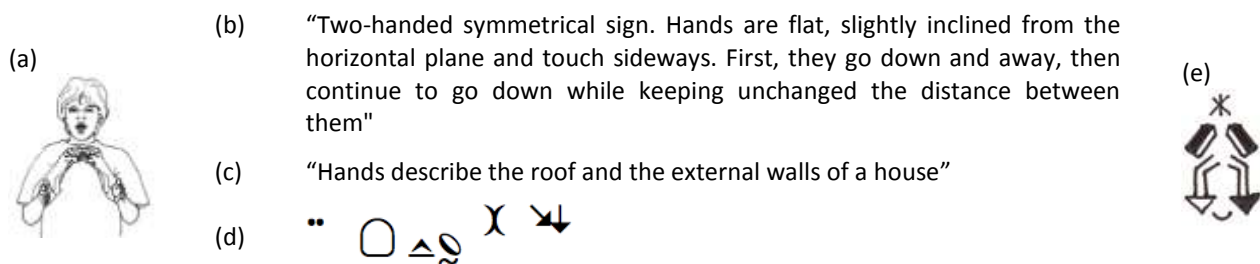 (a)
(b) “Two-handed symmetrical sign. Hands are flat, slightly inclined from the
horizontal plane and touch sideways. First, they go down and away, then
continue to go down while keeping unchanged the distance between
them"
(c) “Hands describe the roof and the external walls of a house”
(d)
(e)